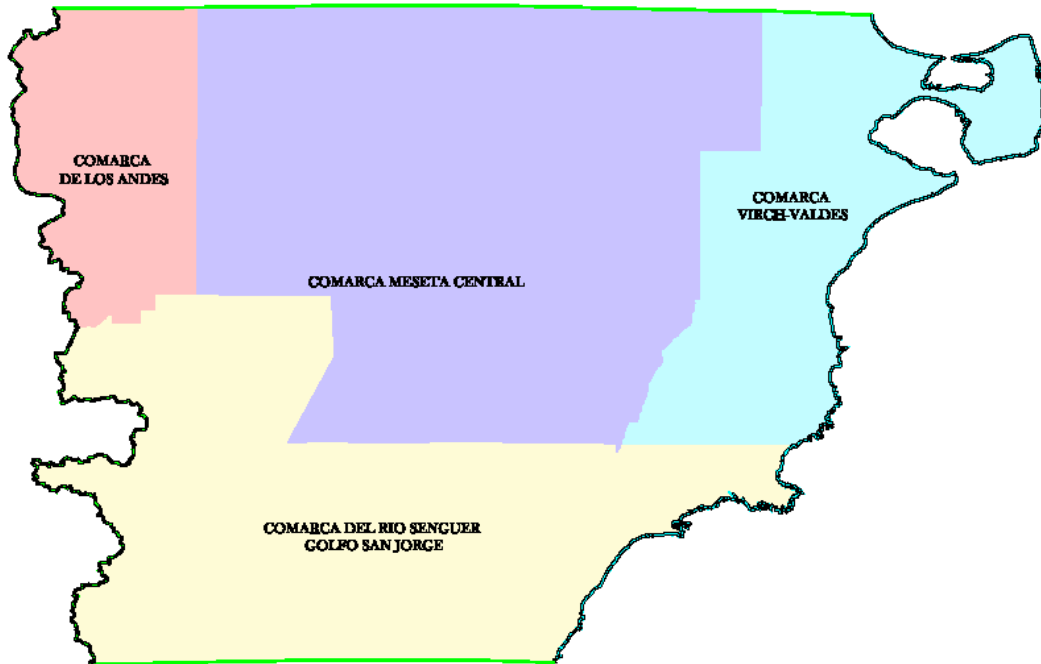 COMARCA
DE LOS ANDES
COMARCA
VIRCH-VALDES
COMARCA MESETA CENTRAL
COMARCA DEL RIO SENGUER
GOLFO SAN JORGE